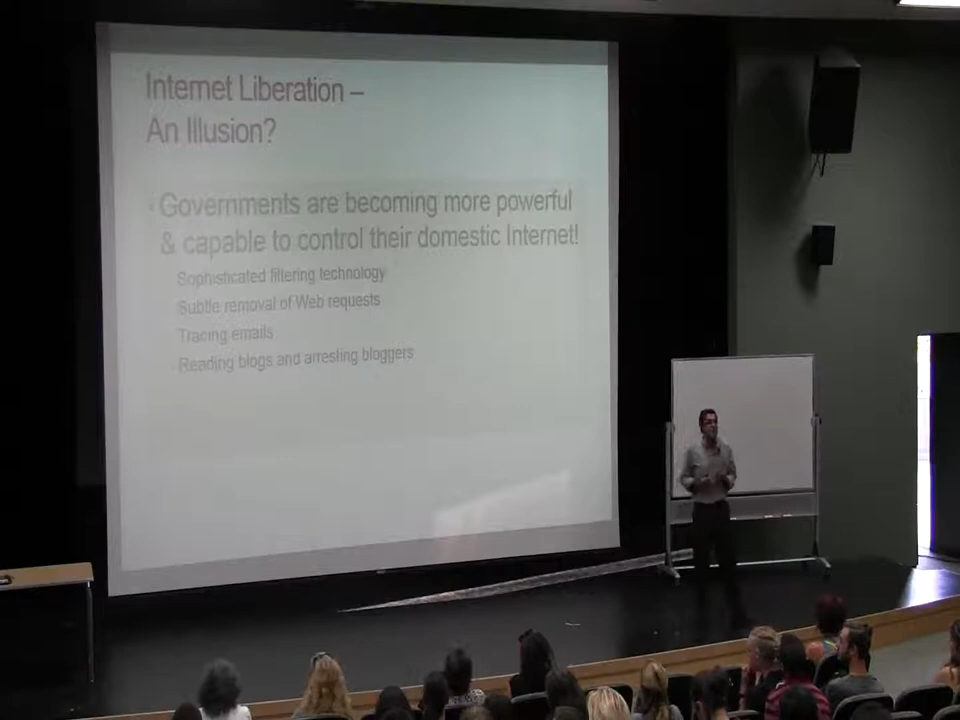 Internet Liberation –
An Illusion?
· Governments are becoming more powerful
& capable to control their domestic Internet!
Sophisticated filtering technology
Subtle removal of Web requests
Tracing emails
Reading blogs and arresting bloggers